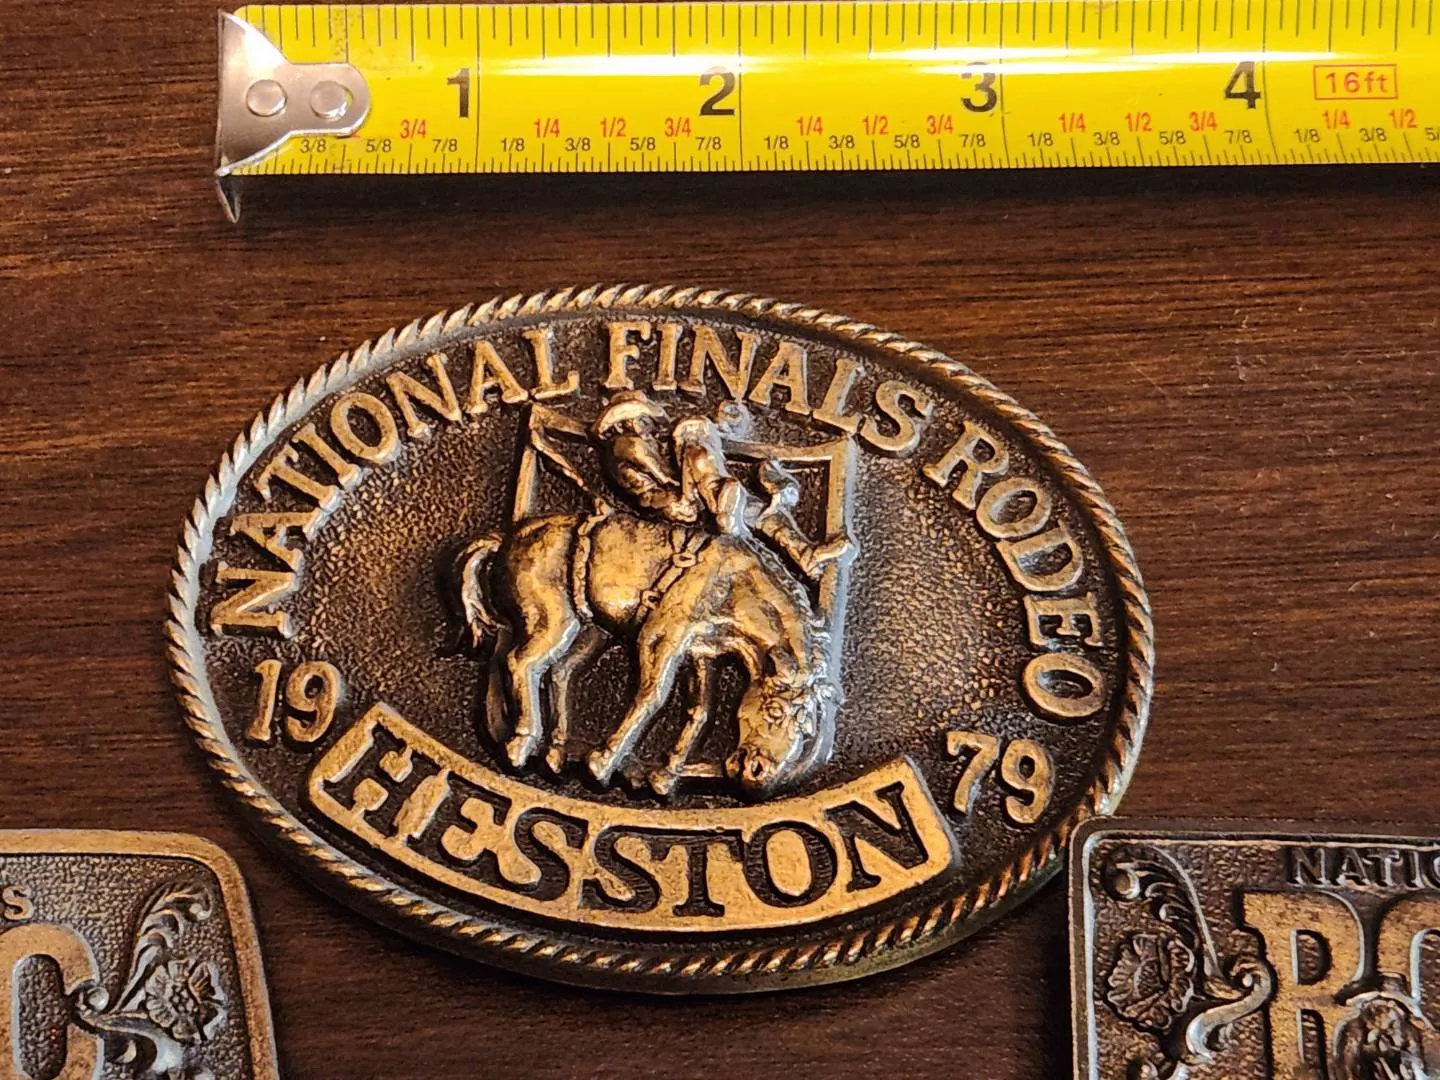 1 2 3 4 16ft
1/4 1/2 3/4 1/4 1/2 3/4 1/4 1/2 3/4 1/4 1/2
3/4
3/8 5/8 7/8 1/8 3/8 5/8 7/8 1/8 3/8 5/8 7/8 1/8 3/8 5/8 7/8 1/8 3/8
NATIONAL FINALS RODEO
19 79
HESSTON